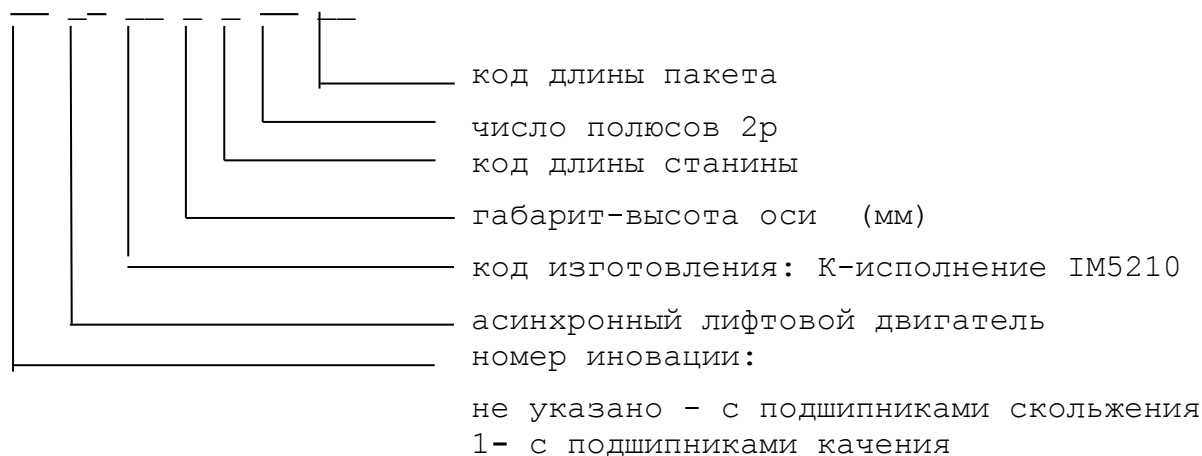 код длины пакета
число полюсов 2р
код длины станины
габарит-высота оси (мм)
код изготовления: К-исполнение IM5210
асинхронный лифтовой двигатель
номер иновации:
не указано - с подшипниками скольжения
1- с подшипниками качения